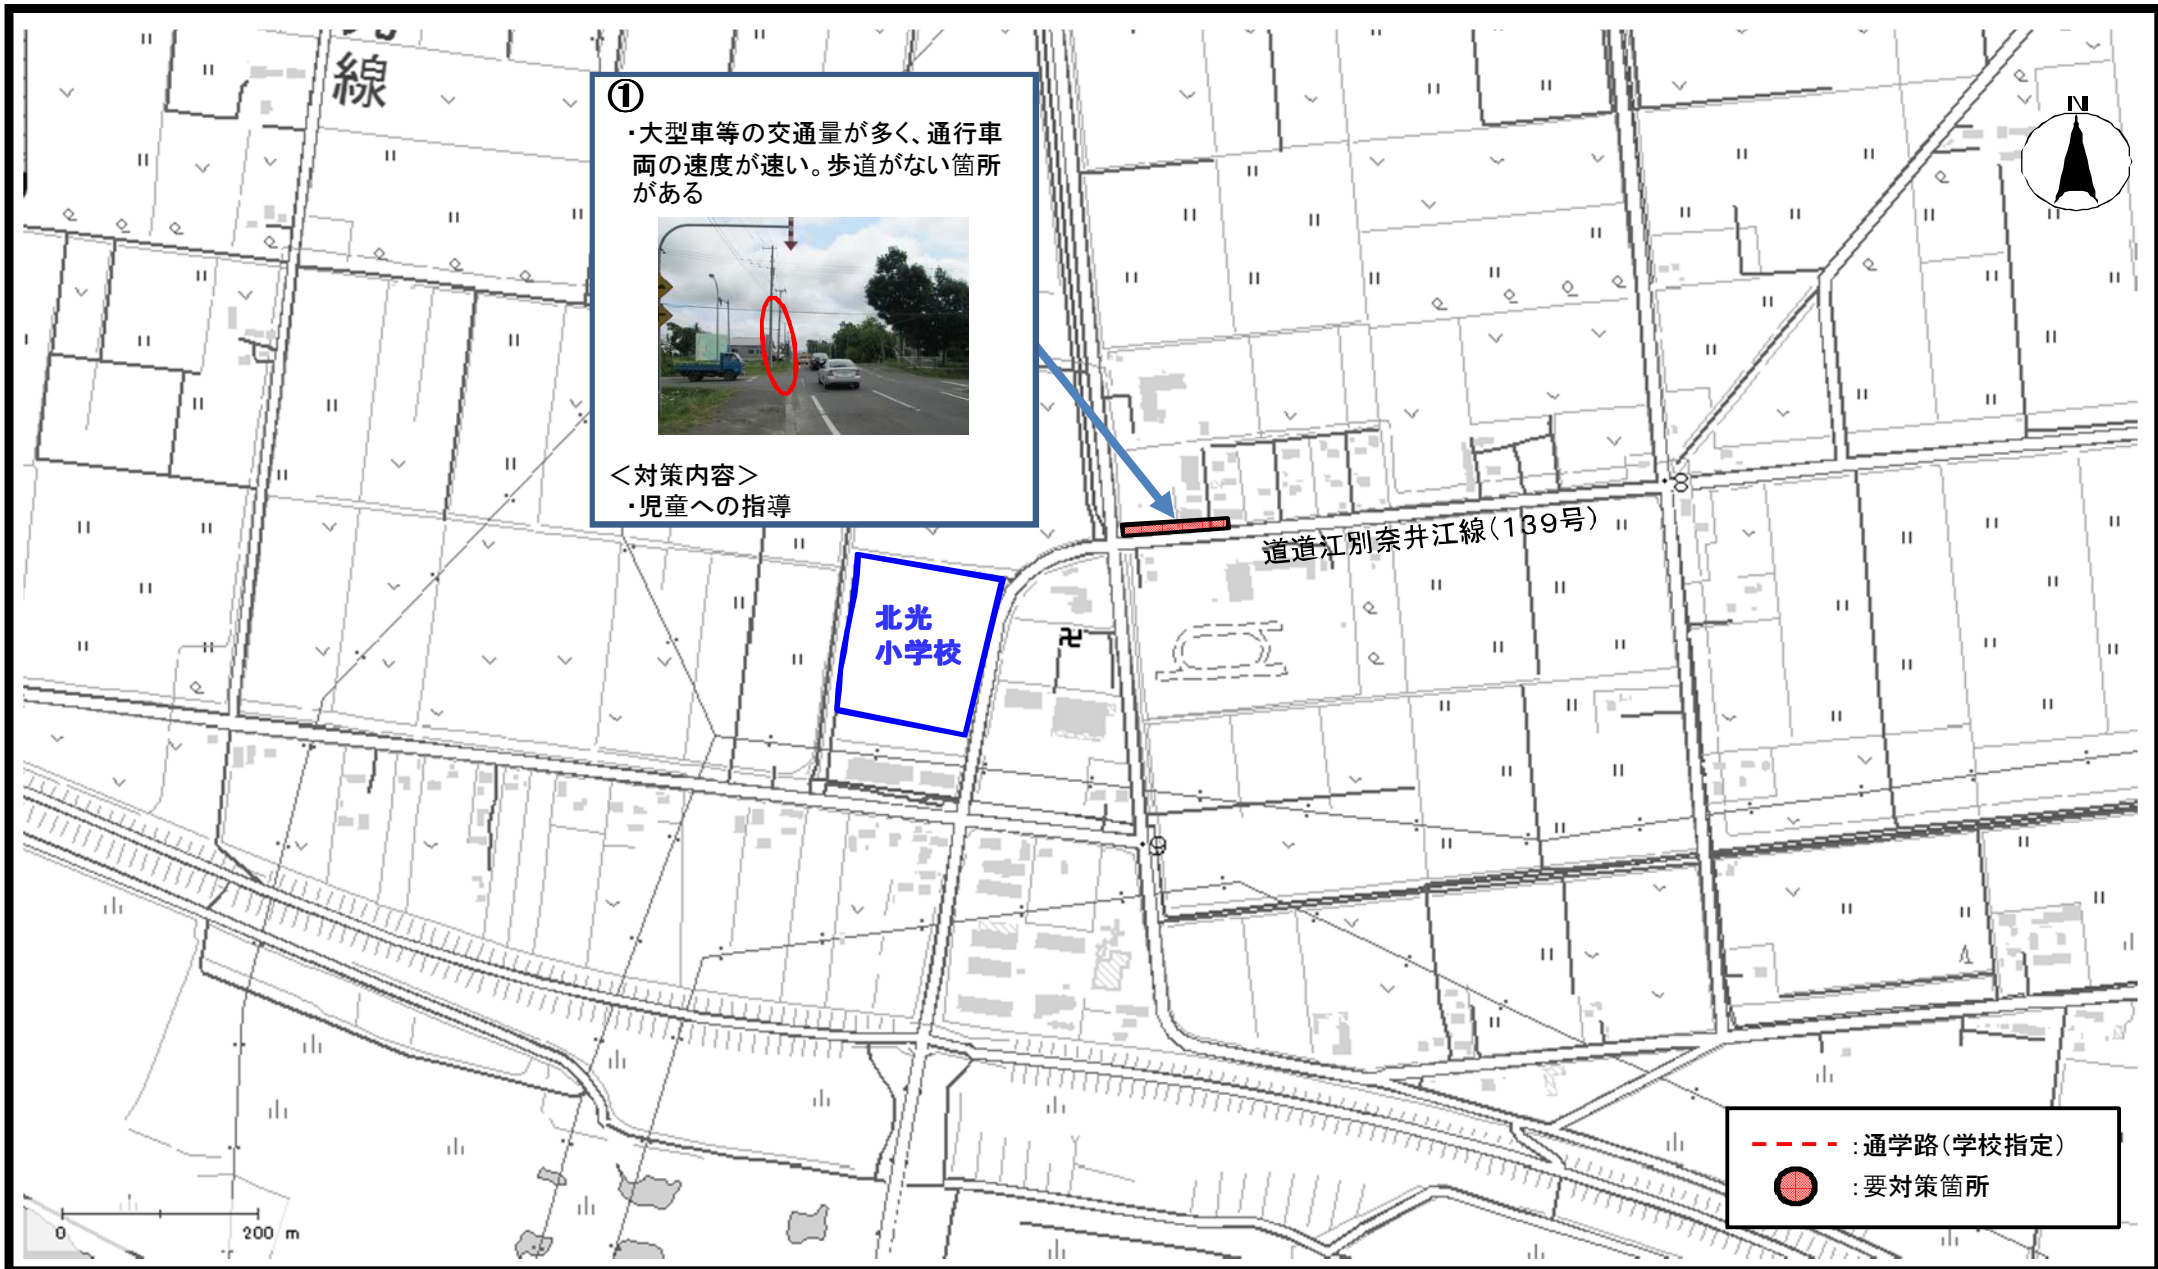 線
①
・大型車等の交通量が多く、通行車
両の速度が速い。歩道がない箇所
がある
＜対策内容＞
・児童への指導
N
道道江別奈井江線(139号)
8
北光
小学校
9
:通学路(学校指定)
:要対策箇所
0
200 m